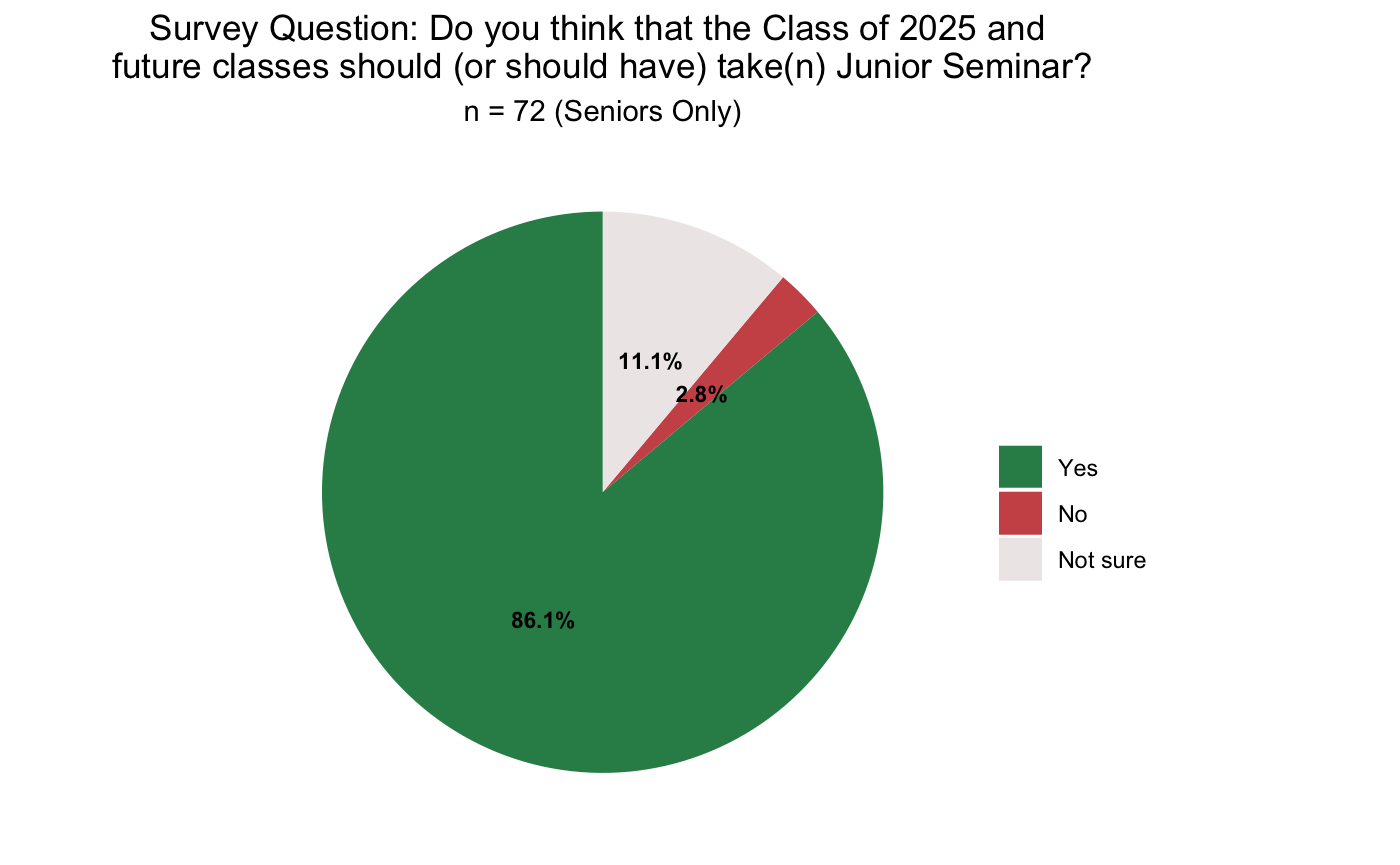 Survey Question: Do you think that the Class of 2025 and
future classes should (or should have) take(n) Junior Seminar?
n = 72 (Seniors Only)
11.1%
2.8%
86.1%
Yes
No
Not sure